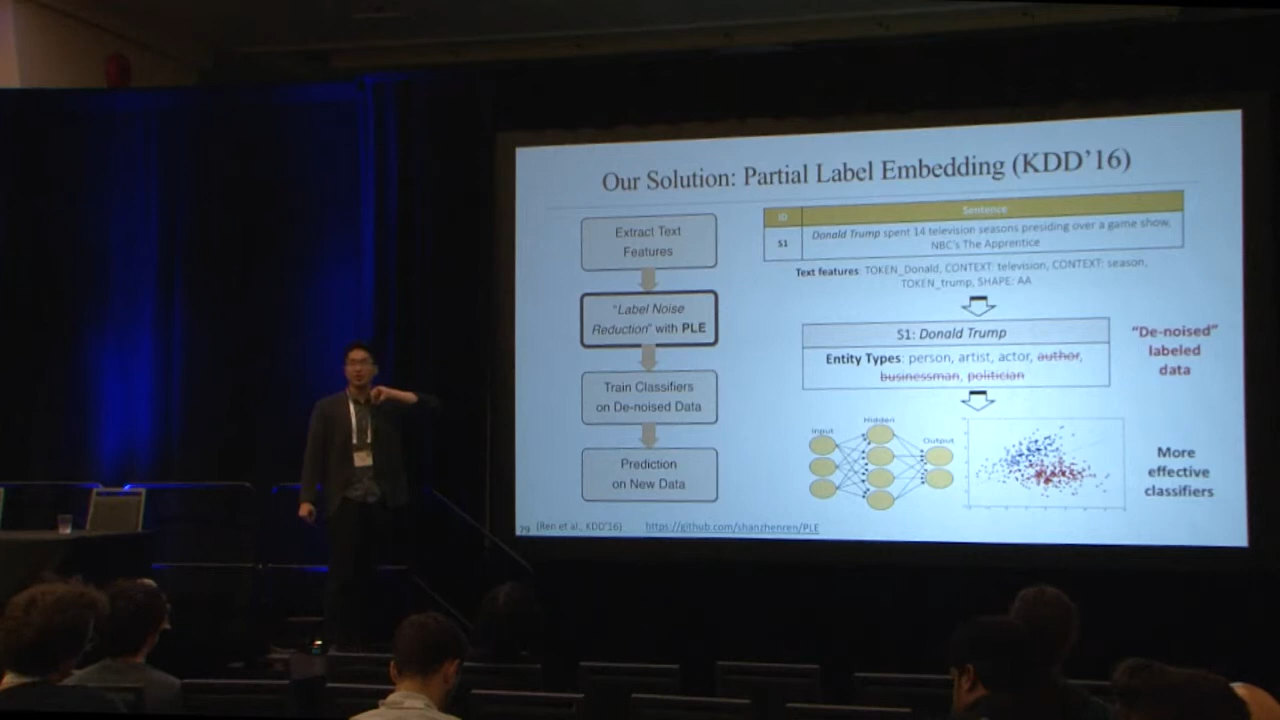 Our Solution: Partial Label Embedding (KDD'16)
Extract Text
Features
"Label Noise
Reduction" with PLE
Train Classifiers
on De-noised Data
Prediction
on New Data
ID Sentence
S1 Donald Trump spent 14 television seasons presiding over a game show,
NBC's The Apprentice
Text features: TOKEN_Donald, CONTEXT: television, CONTEXT: season,
TOKEN_trump, SHAPE: AA
S1: Donald Trump
Entity Types: person, artist, actor, author,
businessman, politician
"De-noised"
labeled
data
Input Hidden Output
More
effective
classifiers
79 (Ren et al., KDD'16) https://github.com/shanzhenren/PLE